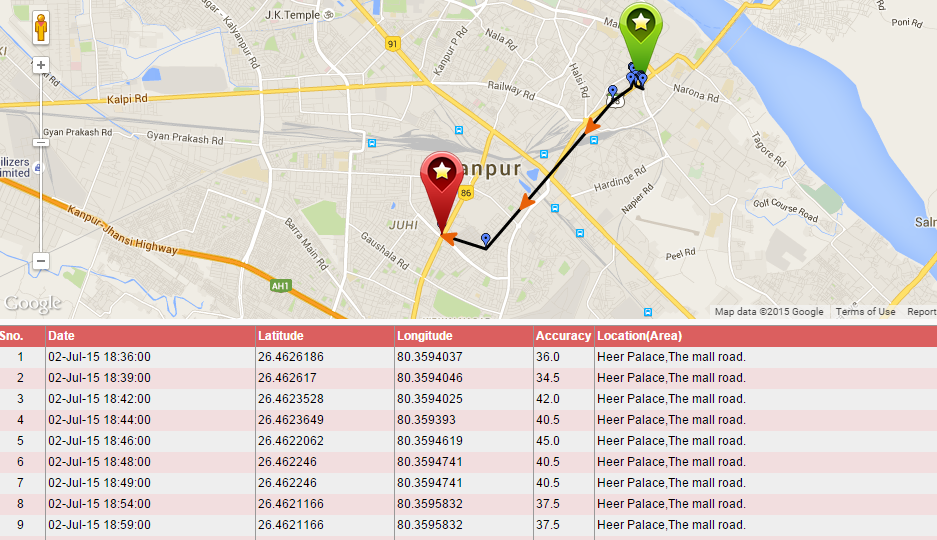 J.K.Temple
Kalyanpur Rd
91
Kanpur P Rd
Nala Rd
Halsi Rd
Poni Rd
Railway Rd
Narona Rd
Kalpi Rd
Gyan Prakash Rd
Gyan Prakash Rd
Tagore Rd
ilizers
imited
anpur
Hardinge Rd
86
Napier Rd
Golf Course Road
Kanpur-Jhansi Highway
JUHI
Barra Main Rd
Gaushala Rd
Peel Rd
AH1
Google
Map data ©2015 Google Terms of Use Report
Sno. Date Latitude Longitude Accuracy Location(Area)
1 02-Jul-15 18:36:00 26.4626186 80.3594037 36.0 Heer Palace,The mall road.
2 02-Jul-15 18:39:00 26.462617 80.3594046 34.5 Heer Palace,The mall road.
3 02-Jul-15 18:42:00 26.4623528 80.3594025 42.0 Heer Palace,The mall road.
4 02-Jul-15 18:44:00 26.4623649 80.359393 40.5 Heer Palace,The mall road.
5 02-Jul-15 18:46:00 26.4622062 80.3594619 45.0 Heer Palace,The mall road.
6 02-Jul-15 18:48:00 26.462246 80.3594741 40.5 Heer Palace,The mall road.
7 02-Jul-15 18:49:00 26.462246 80.3594741 40.5 Heer Palace,The mall road.
8 02-Jul-15 18:54:00 26.4621166 80.3595832 37.5 Heer Palace,The mall road.
9 02-Jul-15 18:59:00 26.4621166 80.3595832 37.5 Heer Palace,The mall road.